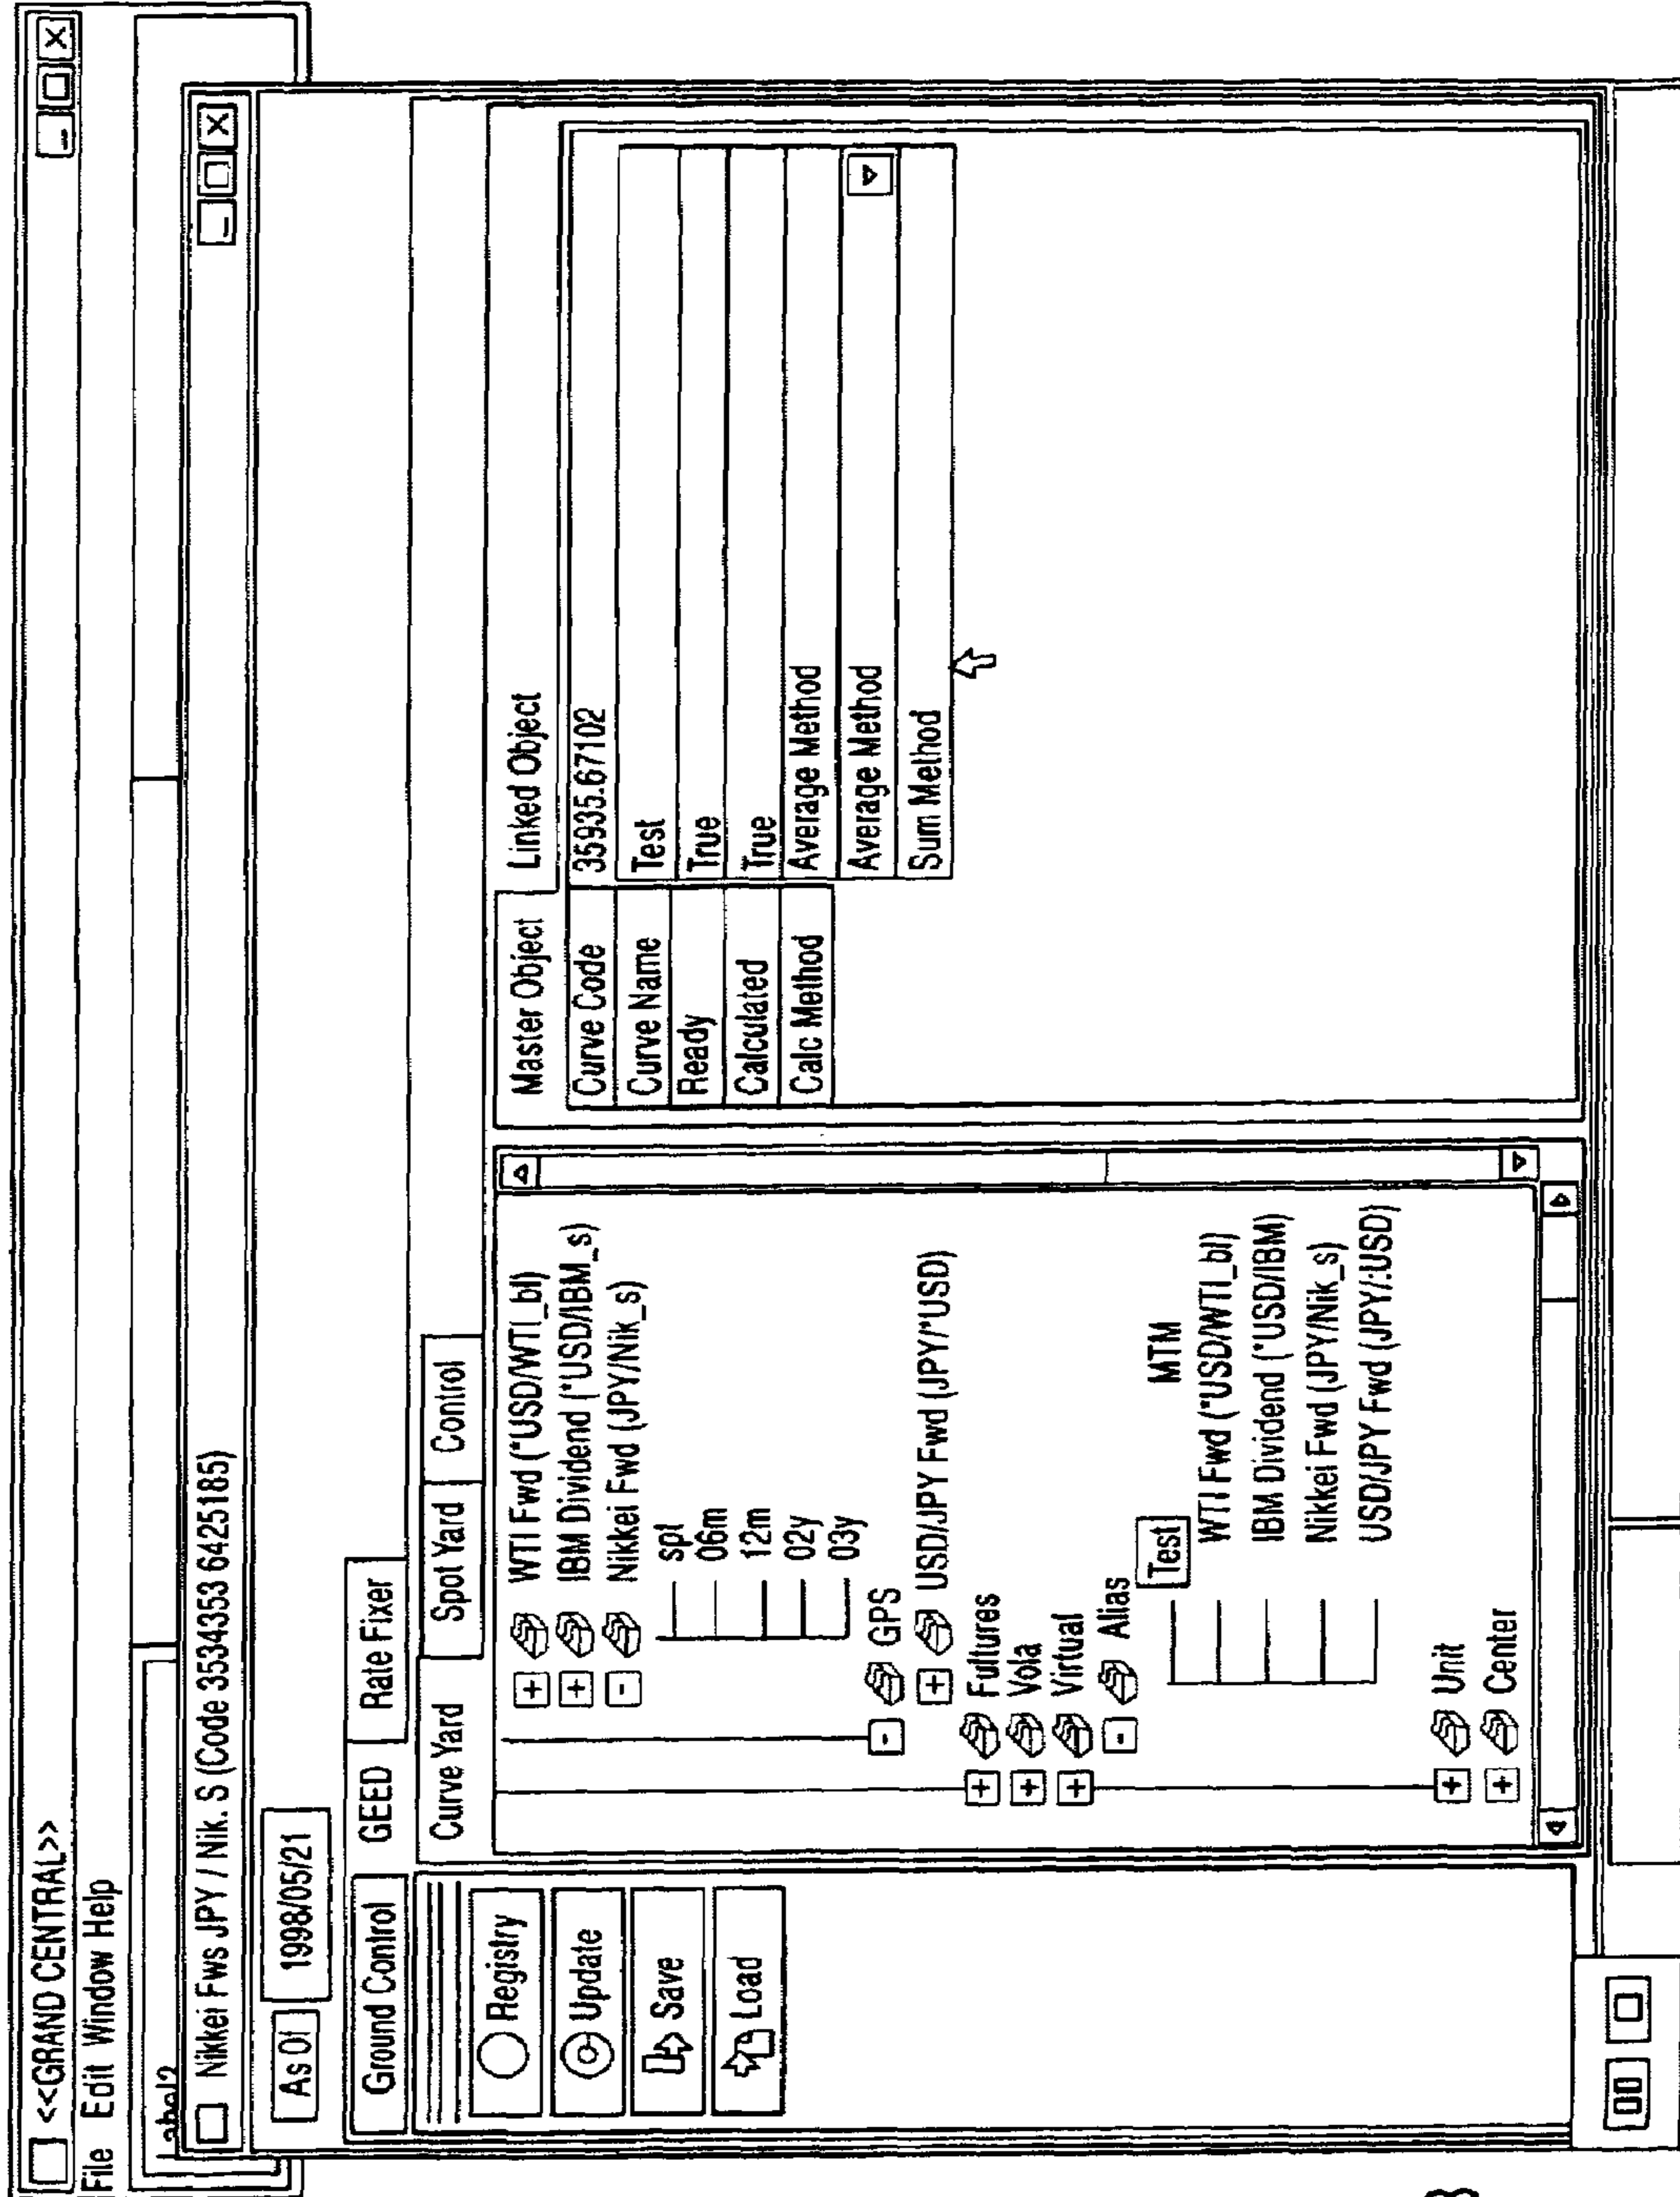 <<GRAND CENTRAL>>
File Edit Window Help
Nikkei Fws JPY / Nik. S (Code 3534353 6425185)
As Of 1998/05/21
Ground Control GEED Rate Fixer
Registry
Update
Save
Load
Curve Yard Spot Yard Control
WTI Fwd (*USD/WTI_bl)
IBM Dividend (*USD/IBM_s)
Nikkei Fwd (JPY/Nik_s)
spt
06m
12m
02y
03y
GPS
USD/JPY Fwd (JPY/*USD)
Fultures
Vola
Virtual
Alias
Test MTM
WTI Fwd (*USD/WTI_bl)
IBM Dividend (*USD/IBM)
Nikkei Fwd (JPY/Nik_s)
USD/JPY Fwd (JPY/:USD)
Unit
Center
Master Object Linked Object
Curve Code 35935.67102
Curve Name Test
Ready True
Calculated True
Calc Method Average Method
Average Method
Sum Method